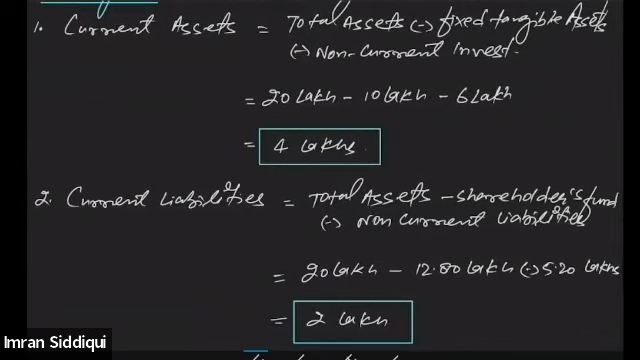 1. Current Assets = Total Assets (-) fixed tangible Assets
(-) Non-Current Invest.
= 20 Lakh - 10 Lakh - 6 Lakh
= 4 Lakhs.
2. Current Liabilities = Total Assets - shareholder's fund
(-) Non Current Liabilities
= 20 Lakh - 12.80 Lakh (-) 5.20 Lakhs
= 2 Lakh
Imran Siddiqui